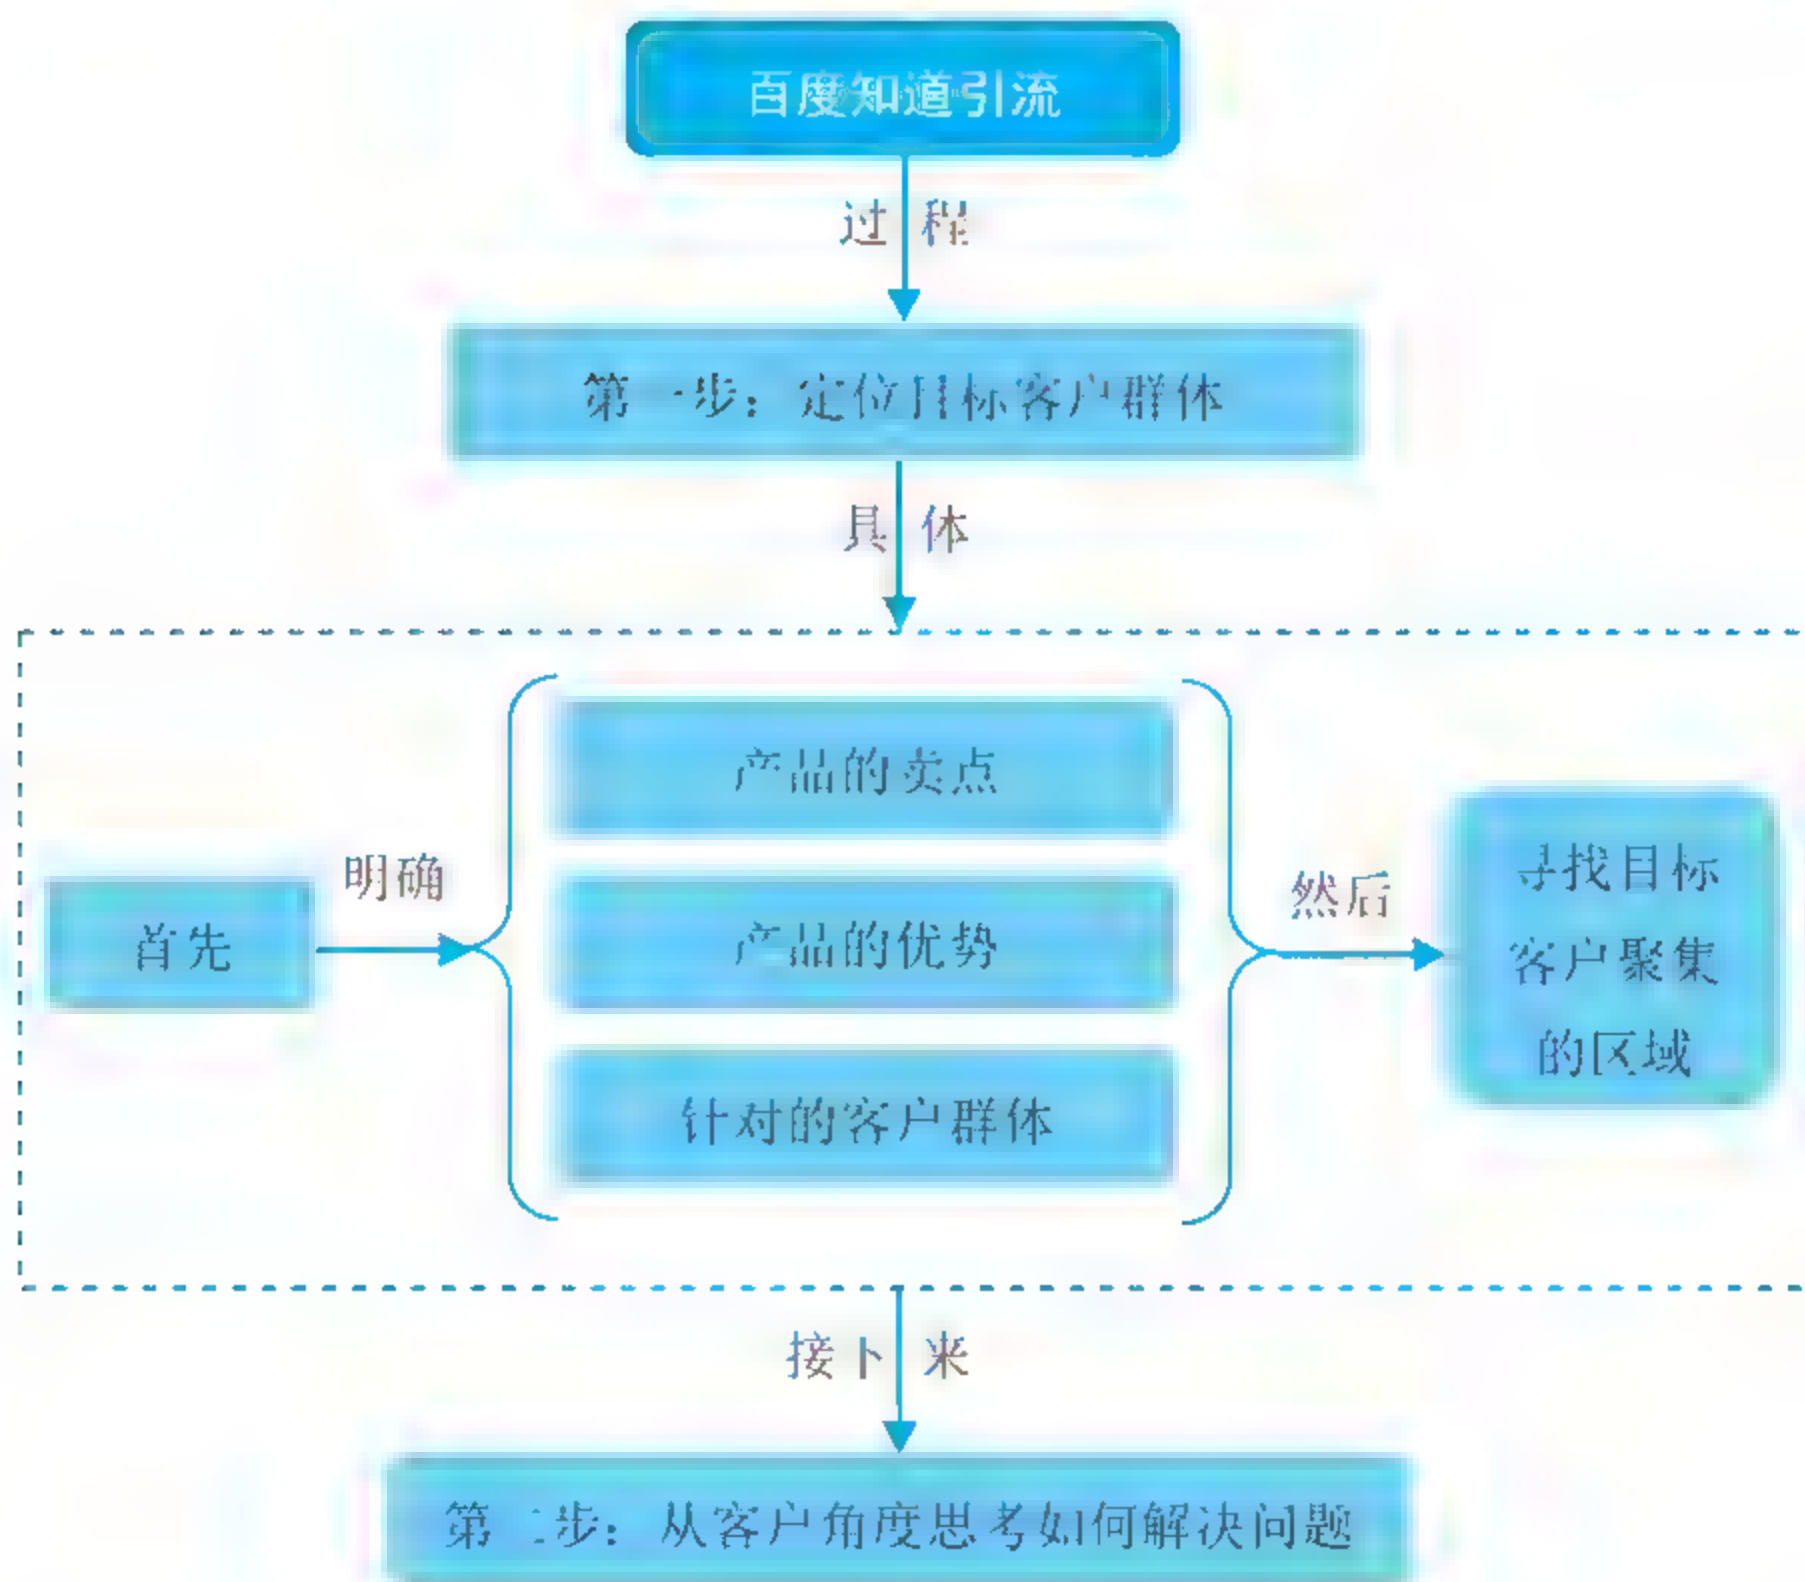 百度知道引流
过程
第一步：定位目标客户群体
具体
产品的卖点
明确
首先
产品的优势
针对的客户群体
然后
寻找目标
客户聚集
的区域
接下来
第二步：从客户角度思考如何解决问题